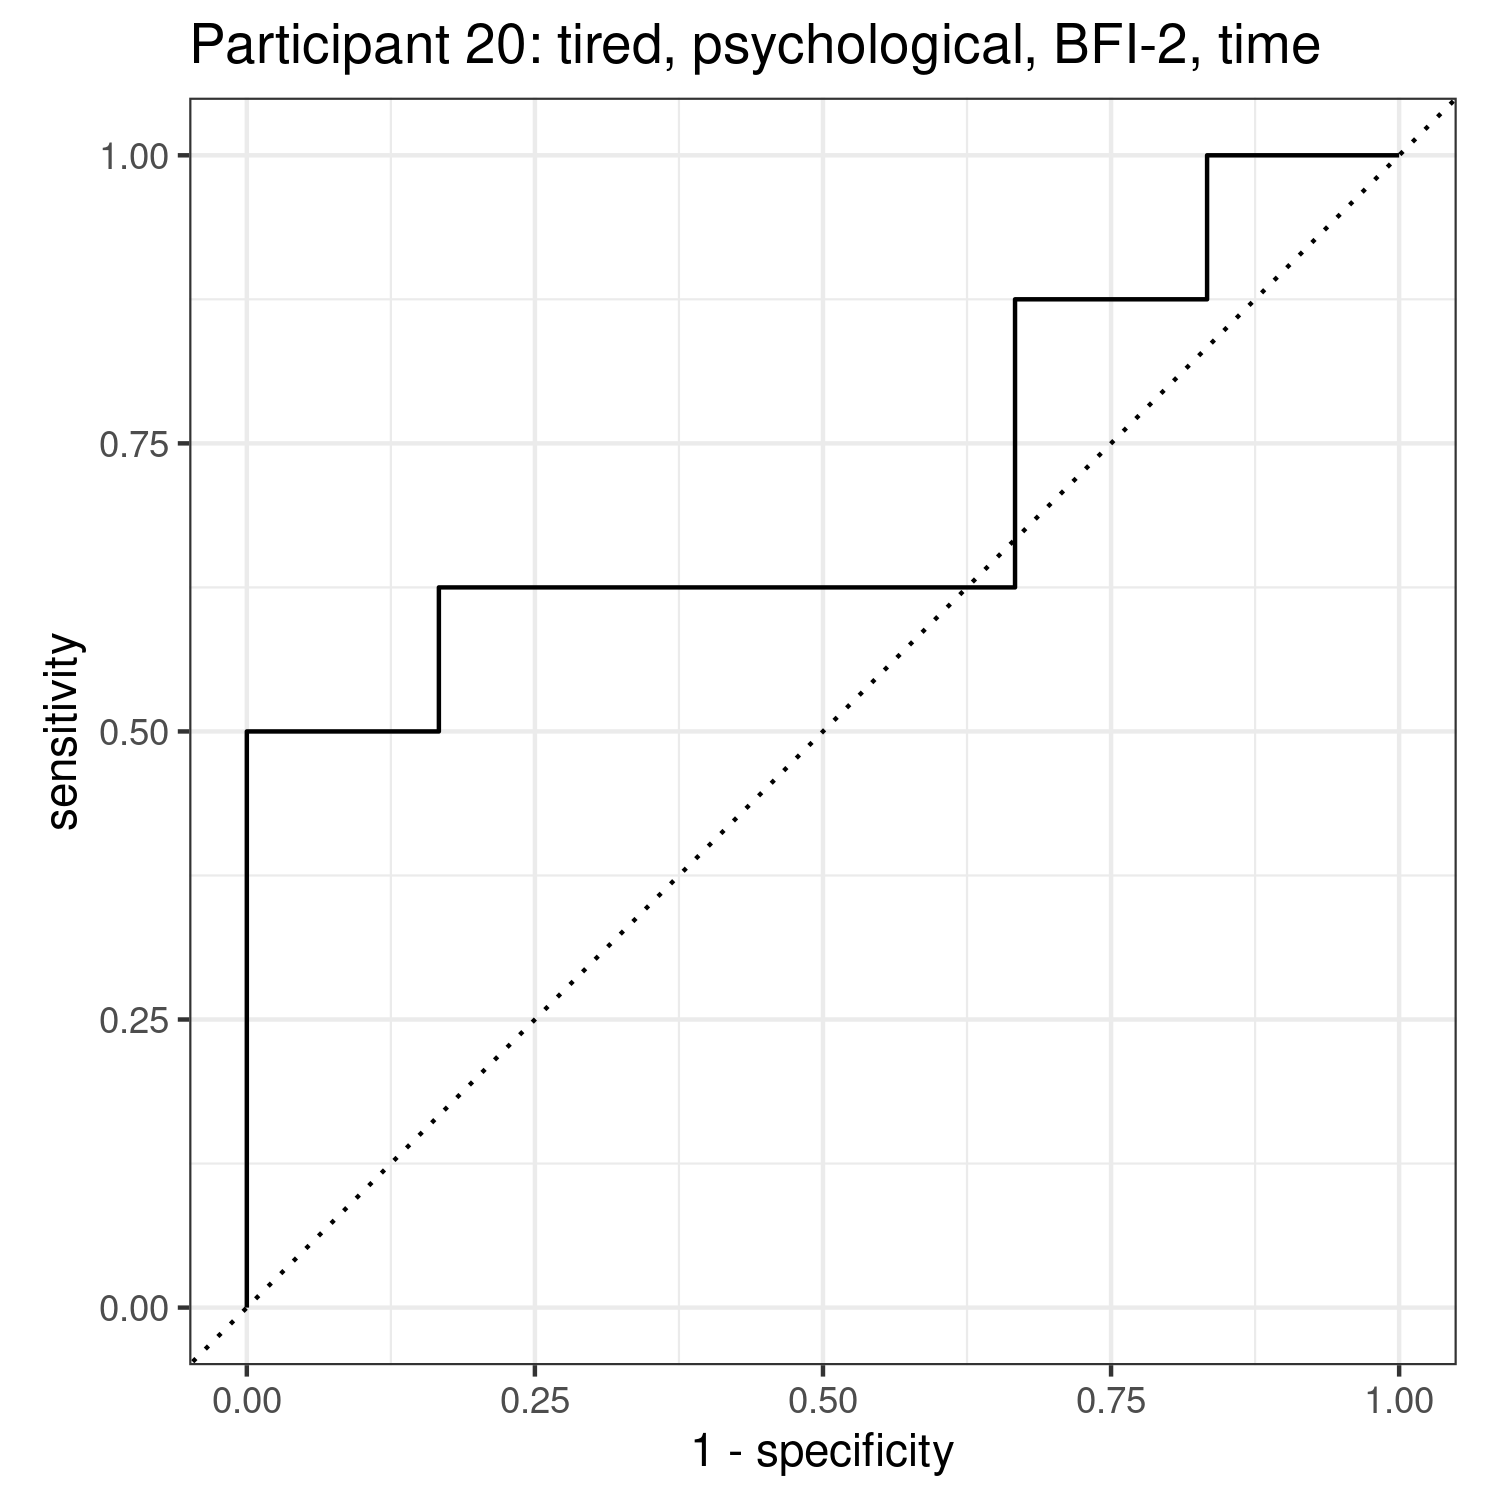 Participant 20: tired, psychological, BFI-2, time
1.00
0.75
0.50
0.25
0.00
sensitivity
0.00 0.25 0.50 0.75 1.00
1 - specificity